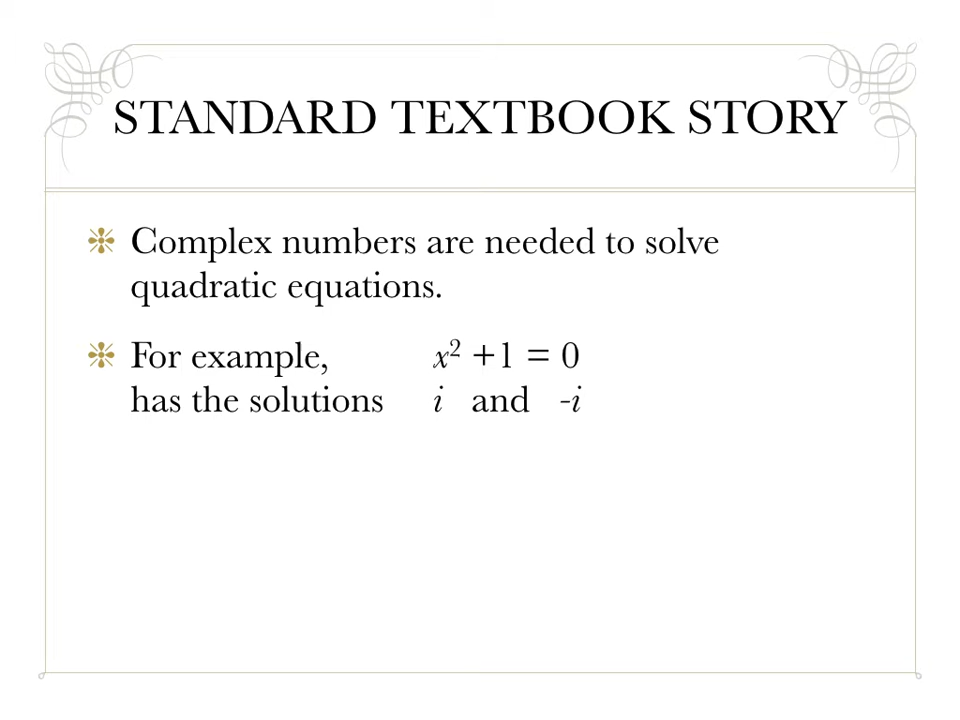 STANDARD TEXTBOOK STORY
Complex numbers are needed to solve
quadratic equations.
For example, x² +1 = 0
has the solutions i and -i